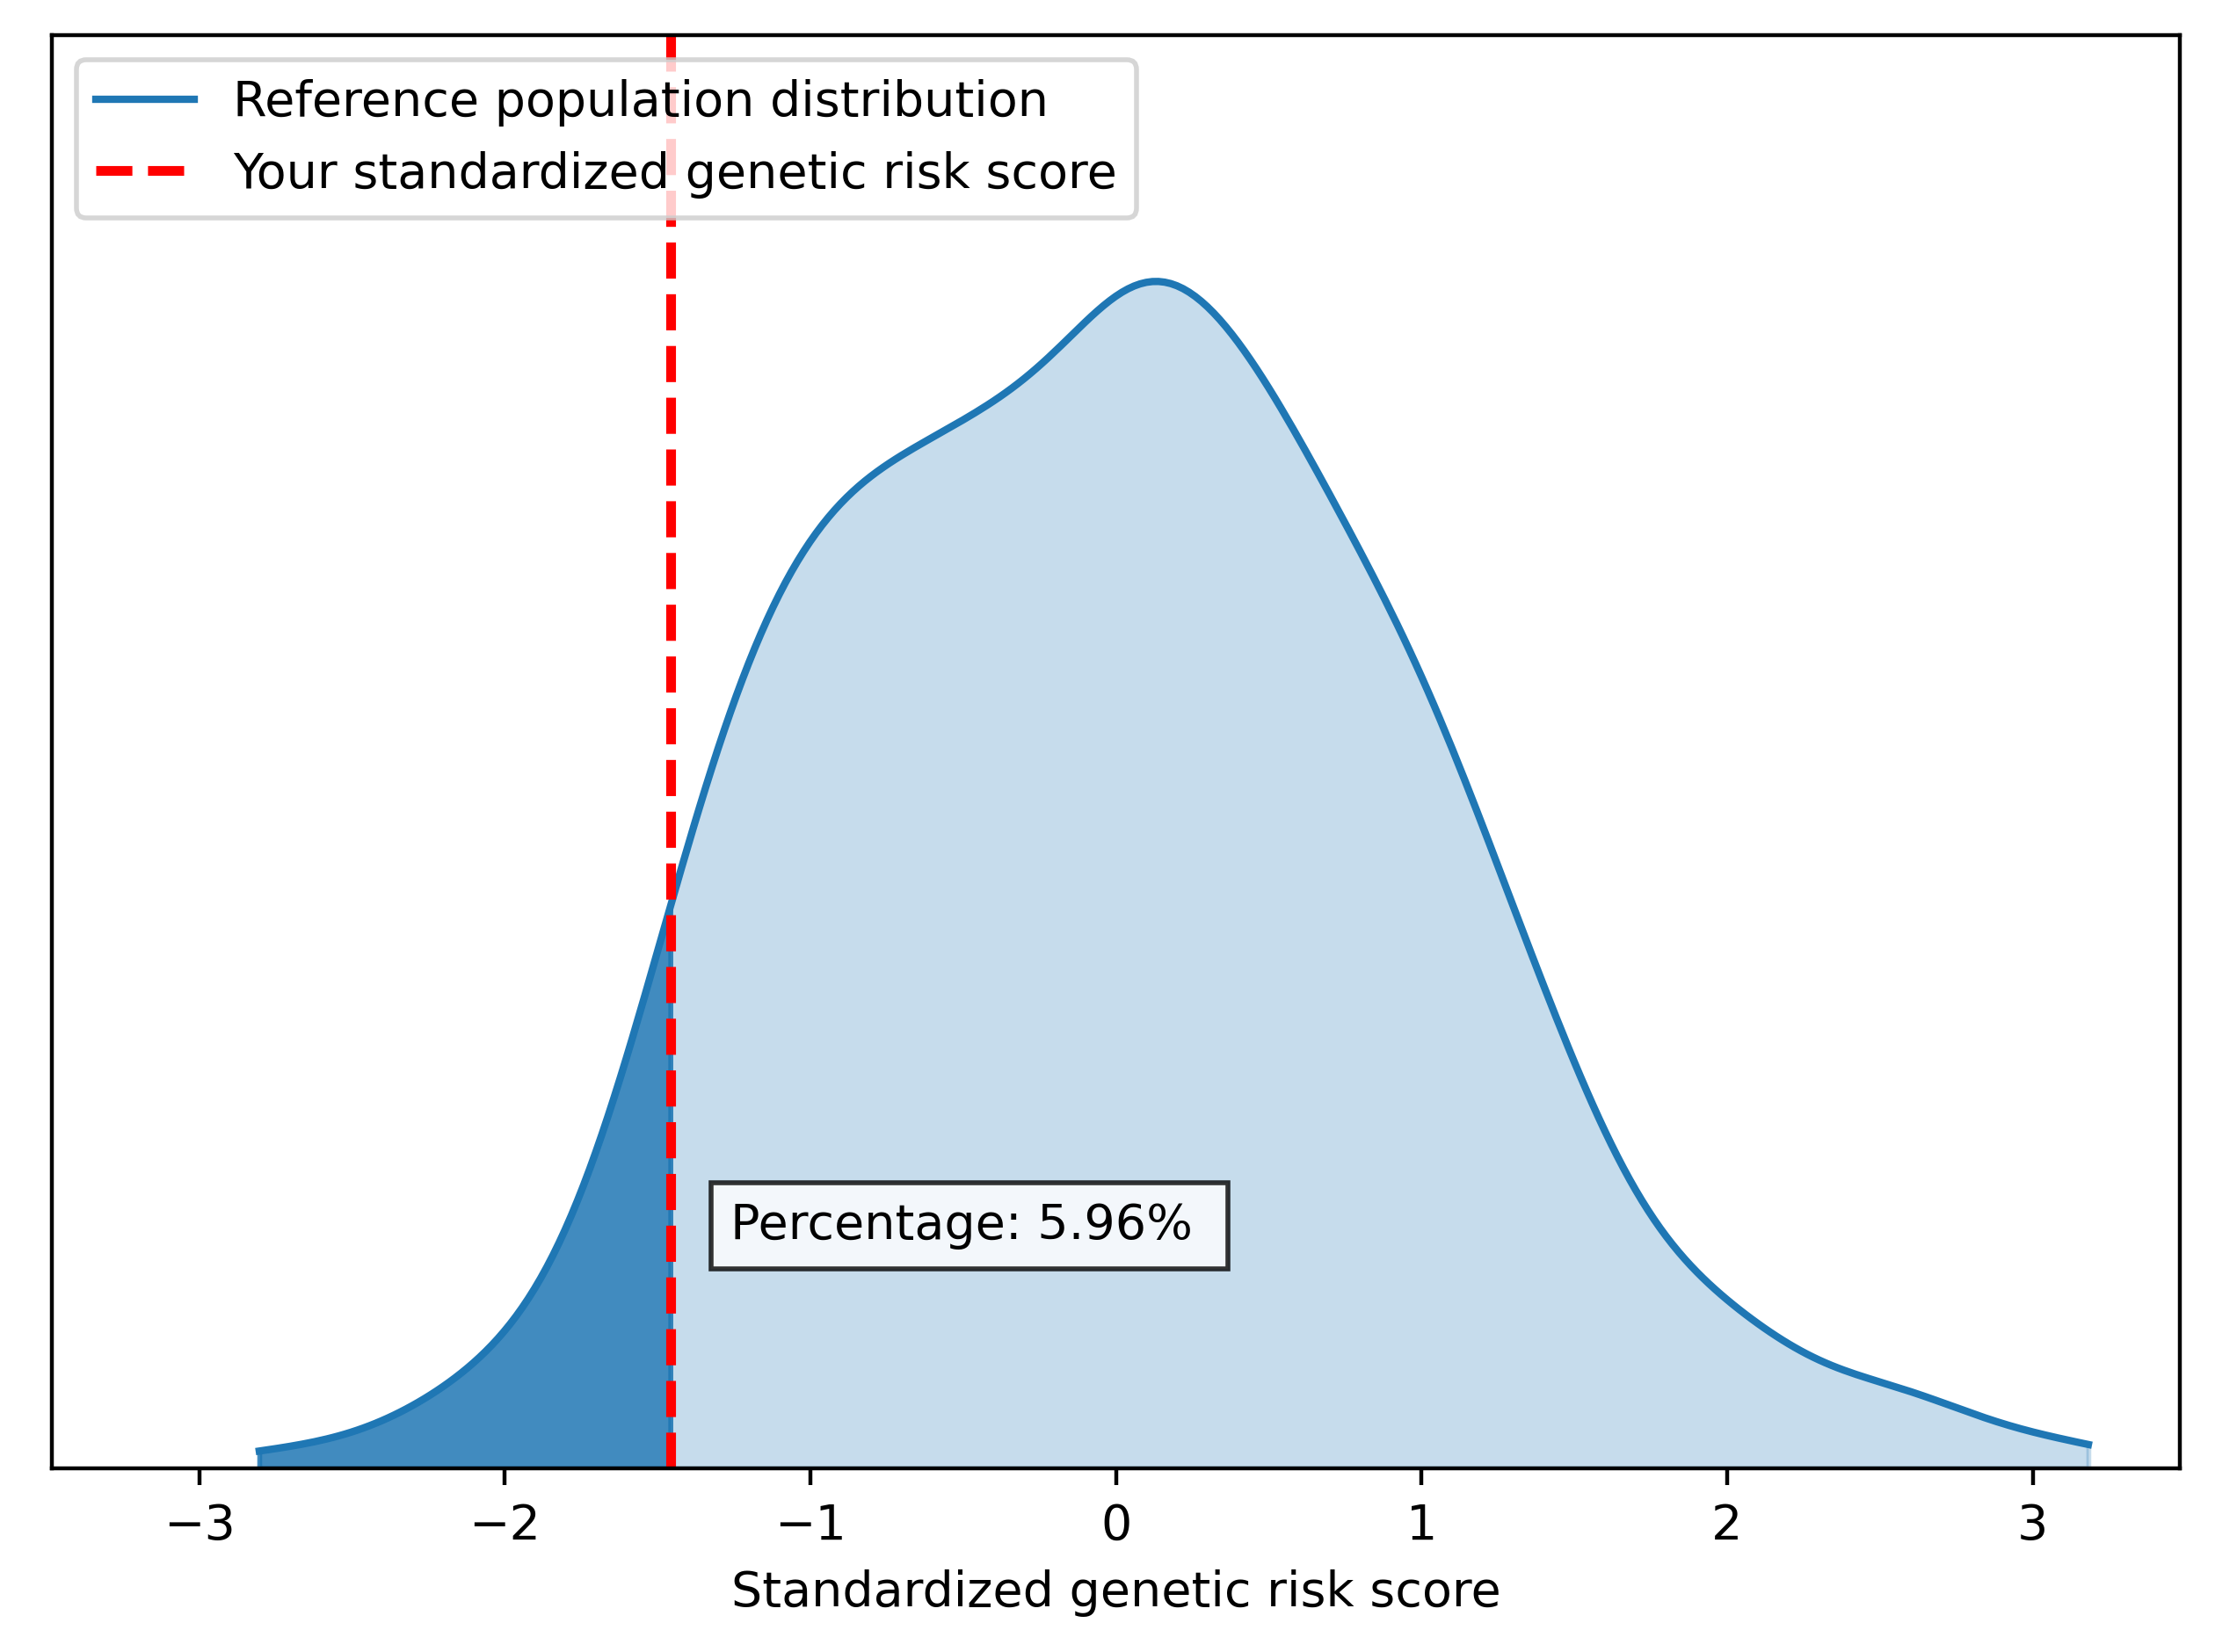 Reference population distribution
Your standardized genetic risk score
Percentage: 5.96%
−3 −2 −1 0 1 2 3
Standardized genetic risk score